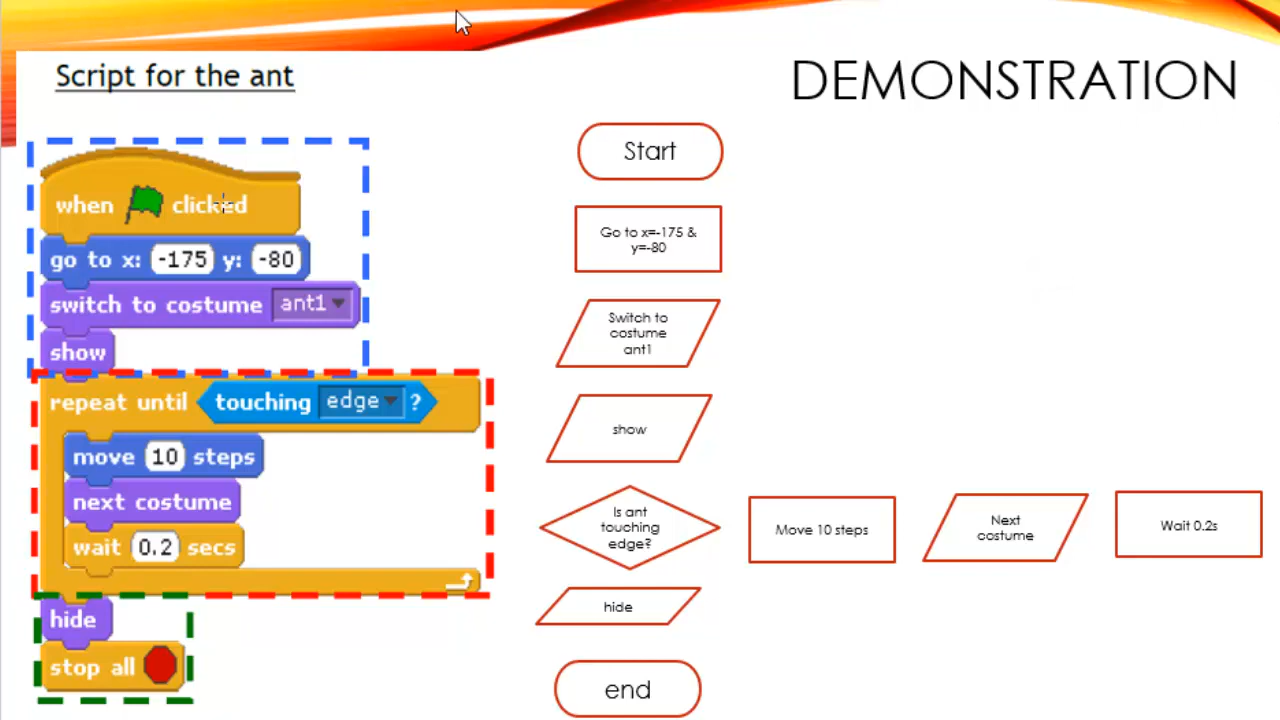 Script for the ant
DEMONSTRATION
when clicked
go to x: -175 y: -80
switch to costume ant1
show
repeat until touching edge ?
move 10 steps
next costume
wait 0.2 secs
hide
stop all
Start
Go to x=-175 &
y=-80
Switch to
costume
ant1
show
Is ant
touching
edge?
Move 10 steps
Next
costume
Wait 0.2s
hide
end